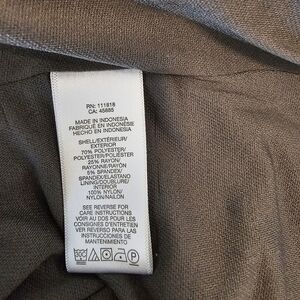 RN: 111818
CA: 45685
MADE IN INDONESIA
FABRIQUÉ EN INDONÉSIE
HECHO EN INDONESIA
SHELL/EXTÉRIEUR/
EXTERIOR
70% POLYESTER/
POLYESTER/POLIÉSTER
25% RAYON/
RAYONNE/RAYÓN
5% SPANDEX/
SPANDEX/ELASTANO
LINING/DOUBLURE/
INTERIOR
100% NYLON/
NYLON/NAILON
SEE REVERSE FOR
CARE INSTRUCTIONS
VOIR AU DOS POUR LES
CONSIGNES D'ENTRETIEN
VER REVERSO PARA LAS
INSTRUCCIONES DE
MANTENIMIENTO